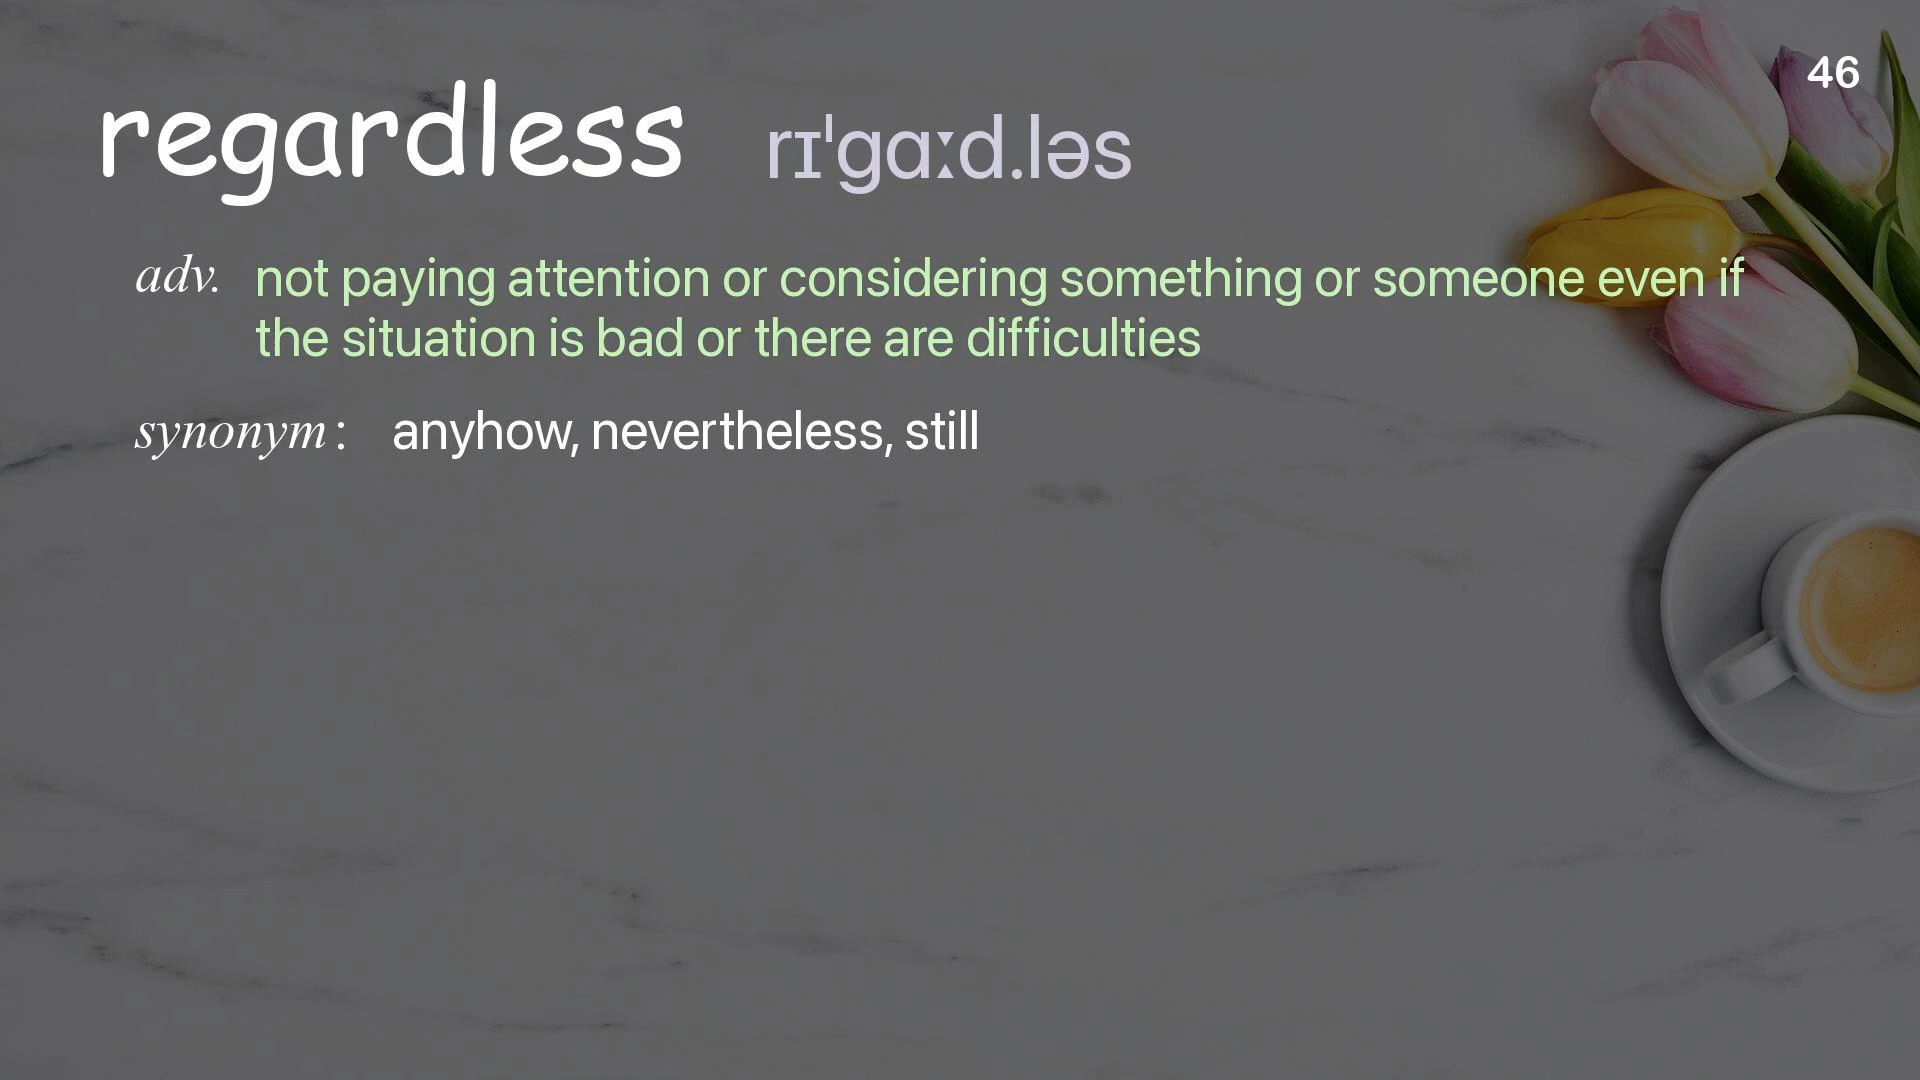 46
regardless rɪˈɡɑːd.ləs
adv. not paying attention or considering something or someone even if
the situation is bad or there are difficulties
synonym: anyhow, nevertheless, still